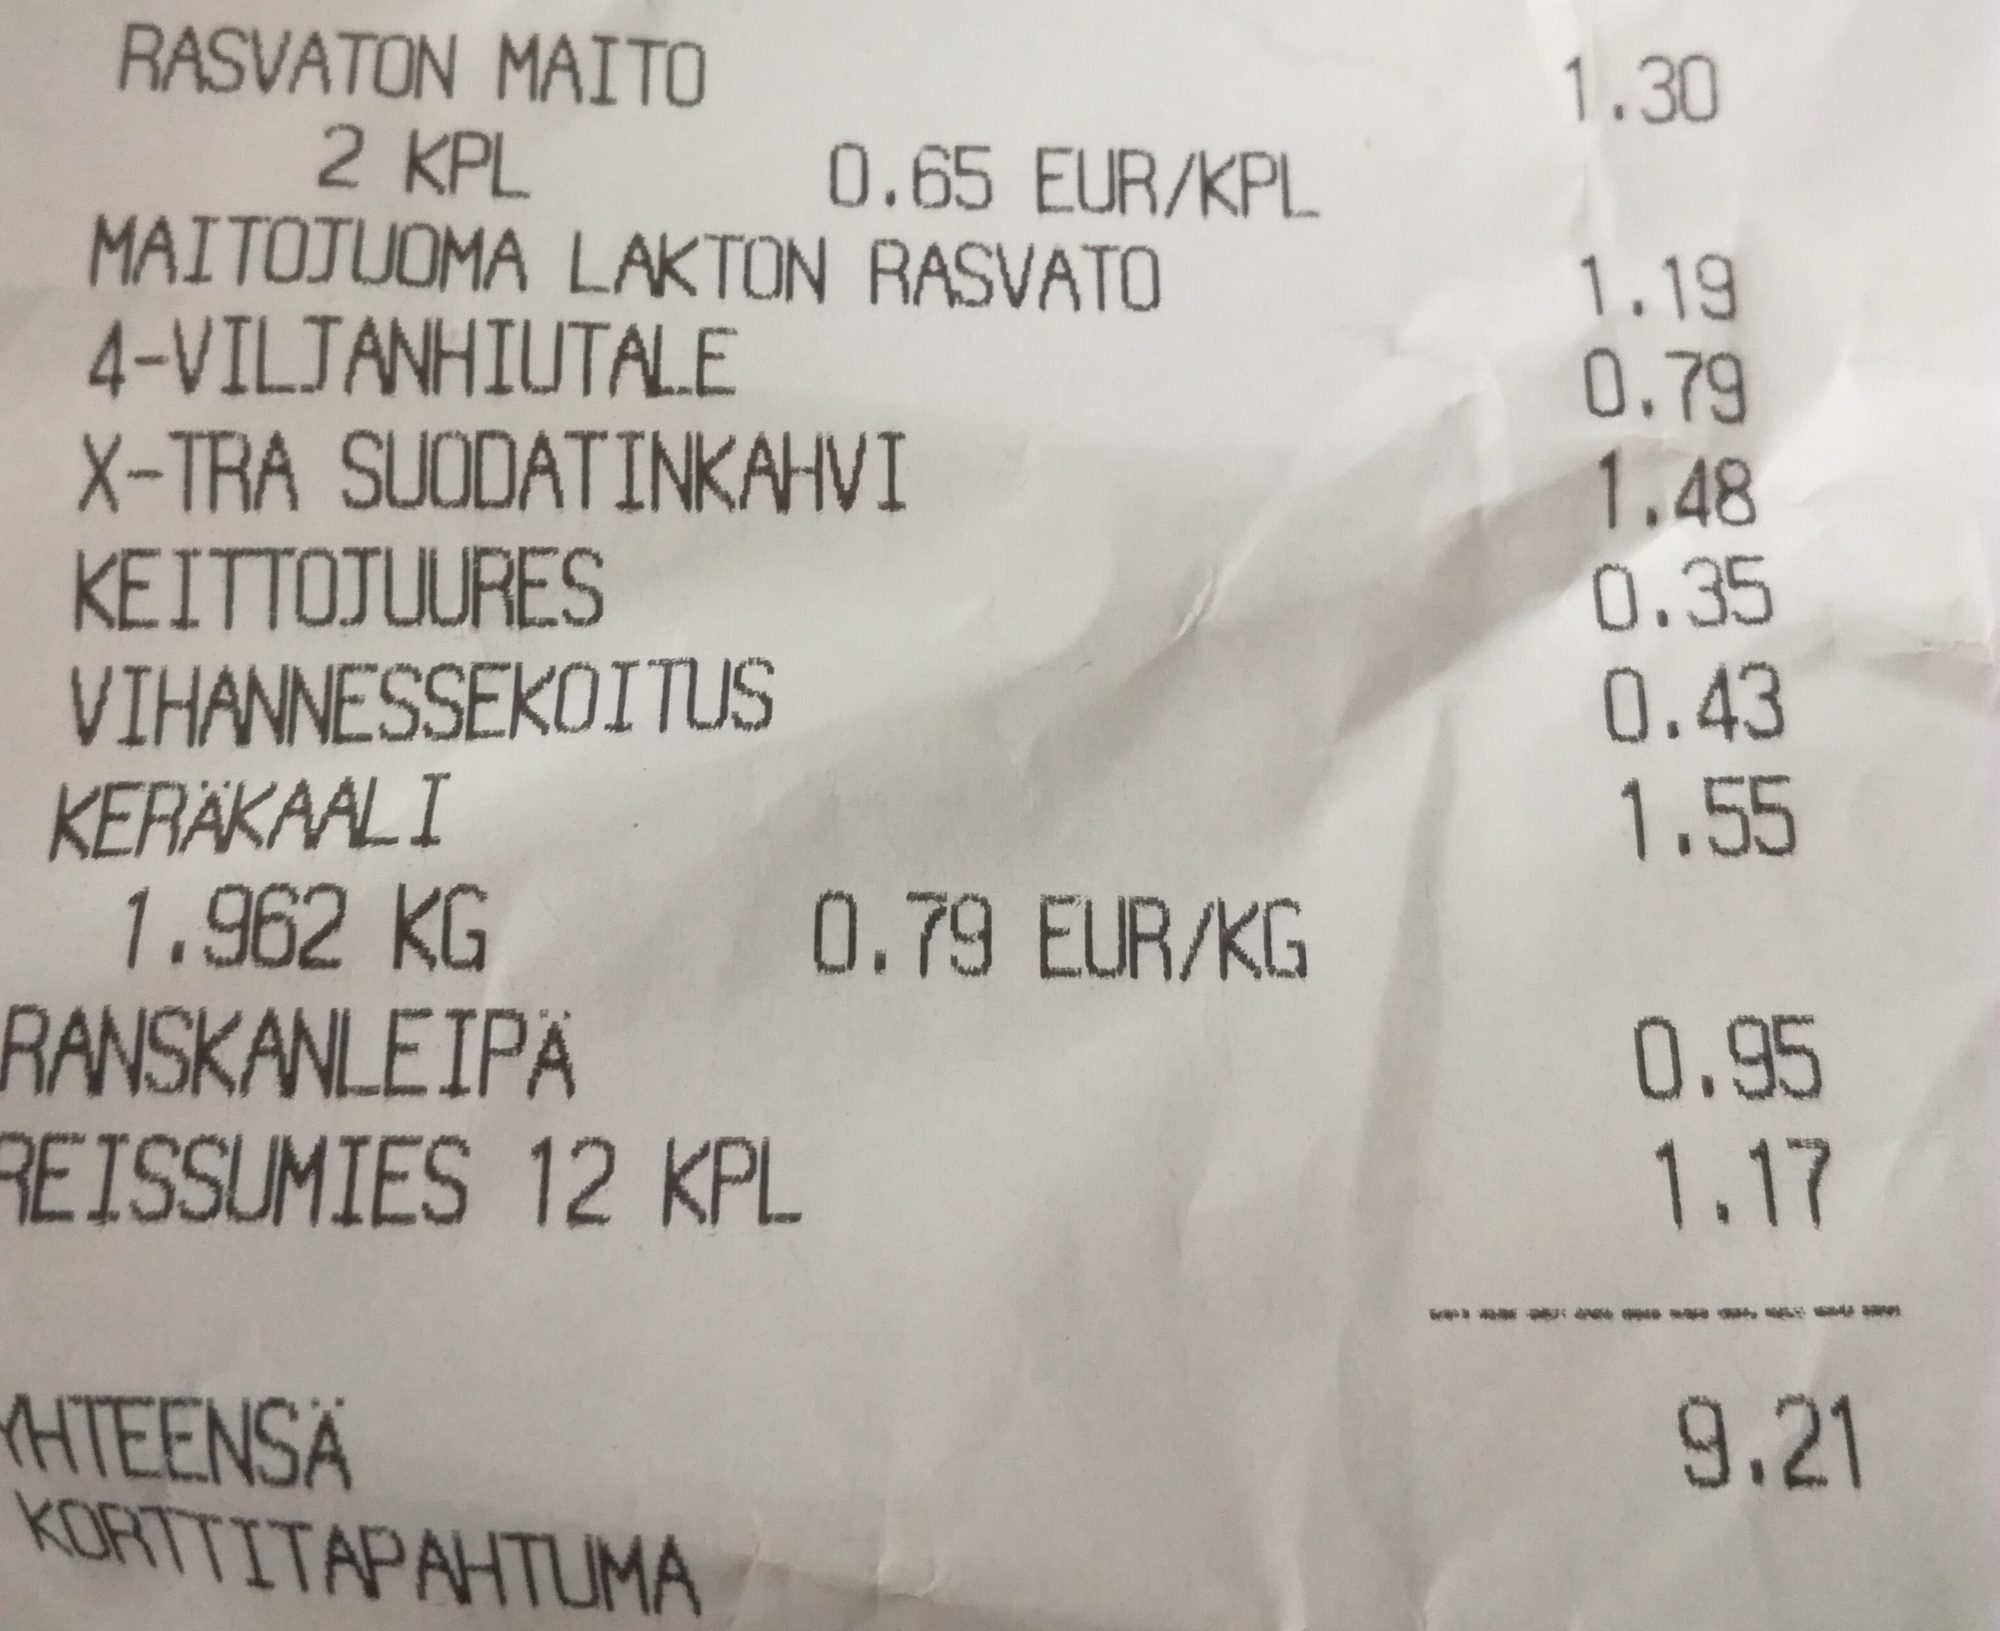 RASVATON MAITO 1.30
2 KPL 0.65 EUR/KPL
MAITOJUOMA LAKTON RASVATO 1.19
4-VILJANHIUTALE 0.79
X-TRA SUODATINKAHVI 1.48
KEITTOJUURES 0.35
VIHANNESSEKOITUS 0.43
KERÄKAALI 1.55
1.962 KG 0.79 EUR/KG
RANSKANLEIPÄ 0.95
REISSUMIES 12 KPL 1.17
YHTEENSÄ 9.21
KORTTITAPAHTUMA